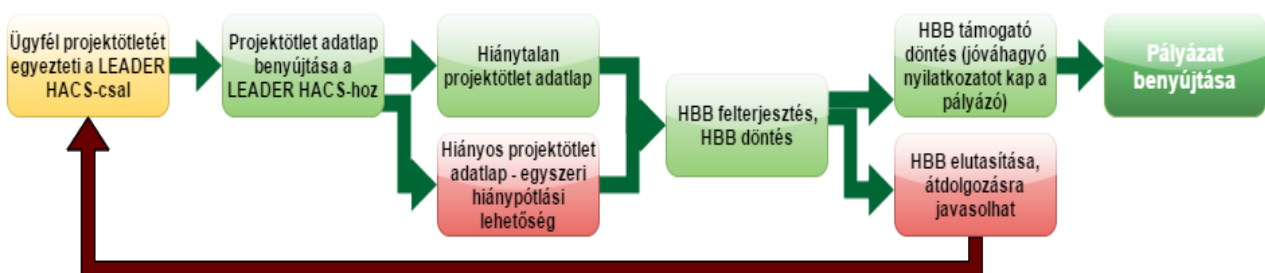 Ügyfél projektötletét
egyezteti a LEADER
HACS-csal
Projektötlet adatlap
benyújtása a
LEADER HACS-hoz
Hiánytalan
projektötlet adatlap
Hiányos projektötlet
adatlap - egyszeri
hiánypótlási
lehetőség
HBB felterjesztés,
HBB döntés
HBB támogató
döntés (jóváhagyó
nyilatkozatot kap a
pályázó)
HBB elutasítása,
átdolgozásra
javasolhat
Pályázat
benyújtása